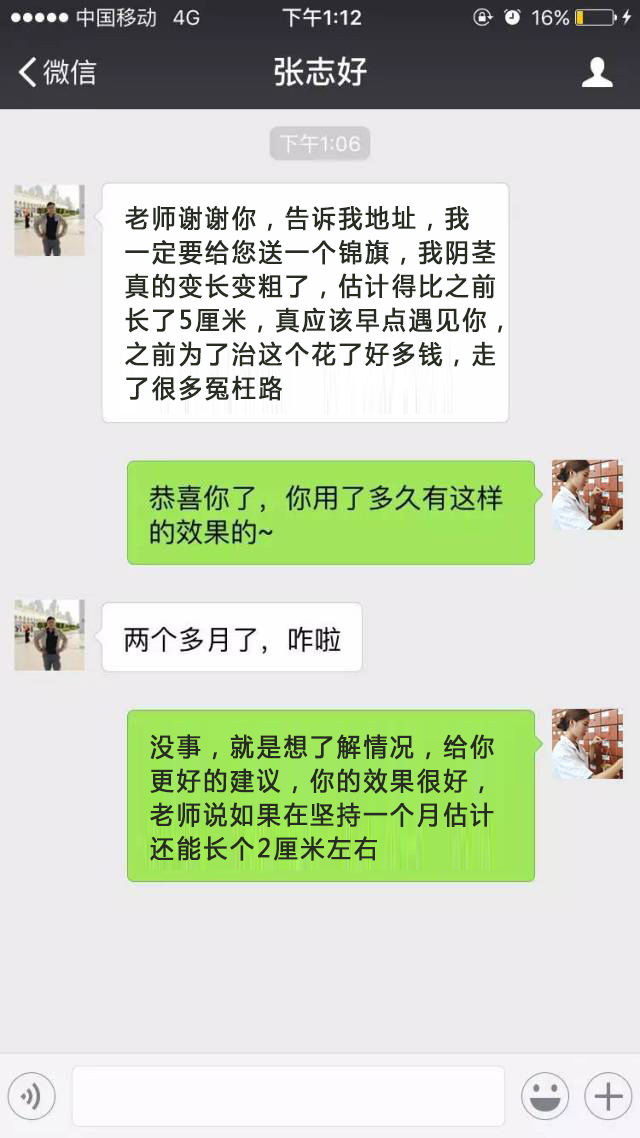 中国移动 4G 下午1:12 16%
微信 张志好
下午1:06
老师谢谢你，告诉我地址，我
一定要给您送一个锦旗，我阴茎
真的变长变粗了，估计得比之前
长了5厘米，真应该早点遇见你，
之前为了治这个花了好多钱，走
了很多冤枉路
恭喜你了，你用了多久有这样
的效果的~
两个多月了，咋啦
没事，就是想了解情况，给你
更好的建议，你的效果很好，
老师说如果在坚持一个月估计
还能长个2厘米左右